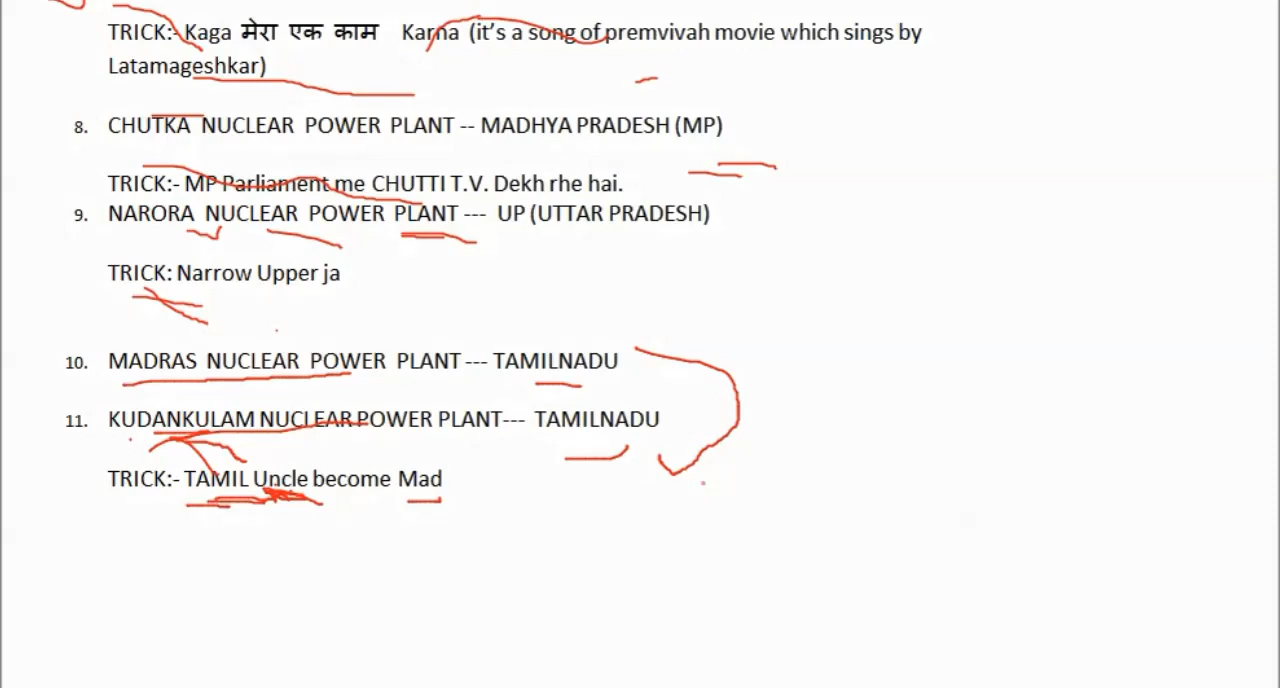 TRICK:- Kaga मेरा एक काम Karna (it's a song of premvivah movie which sings by
Latamageshkar)
8. CHUTKA NUCLEAR POWER PLANT -- MADHYA PRADESH (MP)
TRICK:- MP Parliament me CHUTTI T.V. Dekh rhe hai.
9. NARORA NUCLEAR POWER PLANT --- UP (UTTAR PRADESH)
TRICK: Narrow Upper ja
10. MADRAS NUCLEAR POWER PLANT --- TAMILNADU
11. KUDANKULAM NUCLEAR POWER PLANT--- TAMILNADU
TRICK:- TAMIL Uncle become Mad